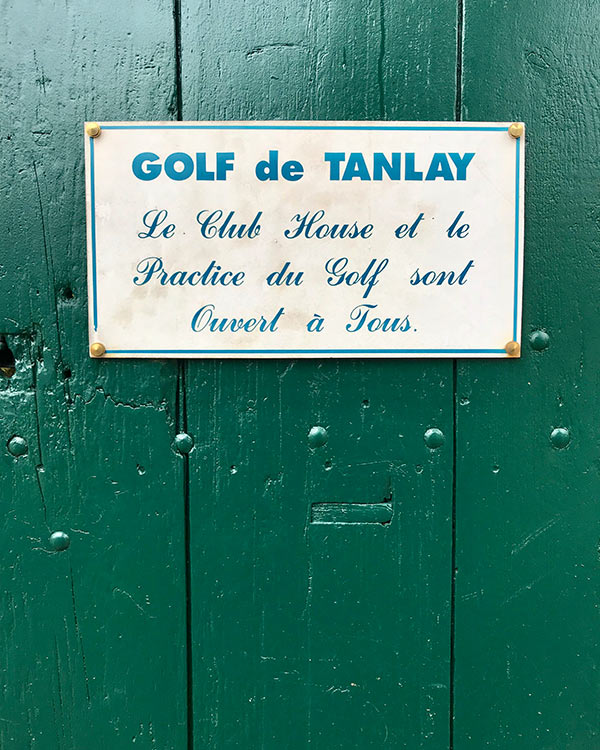 GOLF de TANLAY
Le Club House et le
Practice du Golf sont
Ouvert à Tous.